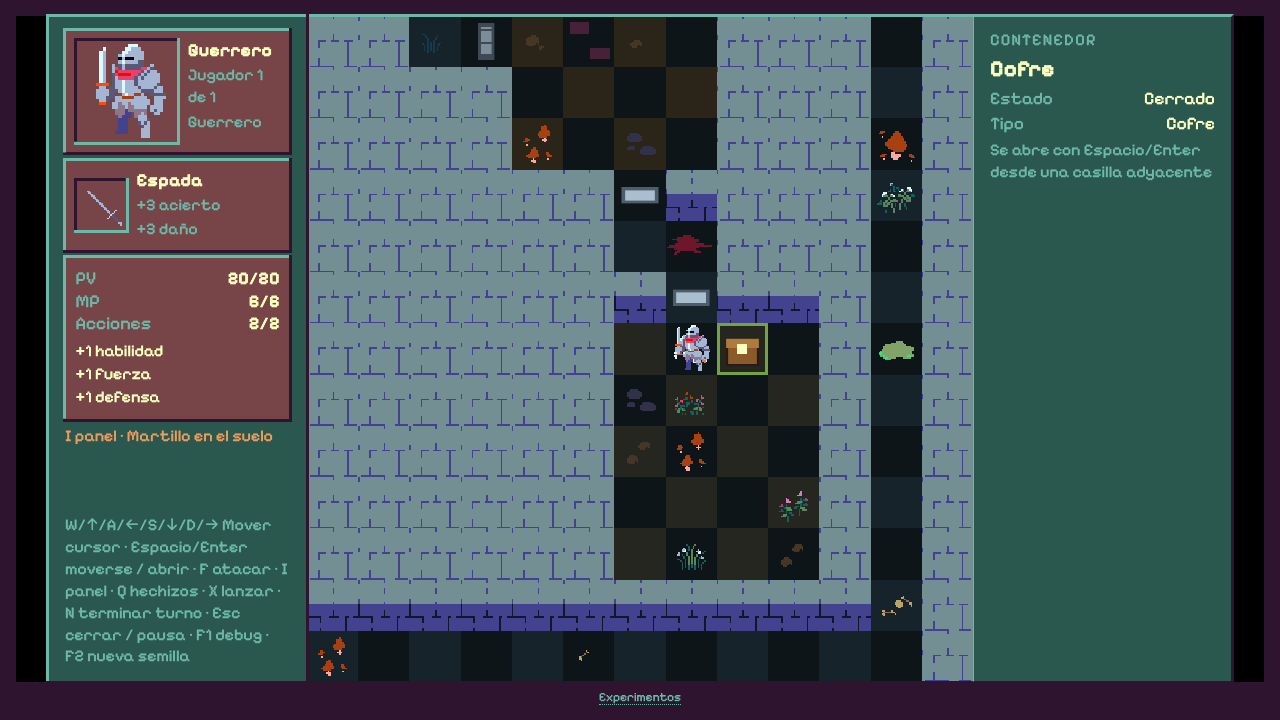 Guerrero
Jugador 1
de 1
Guerrero
Espada
+3 acierto
+3 daño
PV 80/80
MP 6/6
Acciones 8/8
+1 habilidad
+1 fuerza
+1 defensa
I panel · Martillo en el suelo
W/↑/A/←/S/↓/D/→ Mover
cursor · Espacio/Enter
moverse / abrir · F atacar · I
panel · Q hechizos · X lanzar ·
N terminar turno · Esc
cerrar / pausa · F1 debug ·
F2 nueva semilla
CONTENEDOR
Cofre
Estado Cerrado
Tipo Cofre
Se abre con Espacio/Enter
desde una casilla adyacente
Experimentos